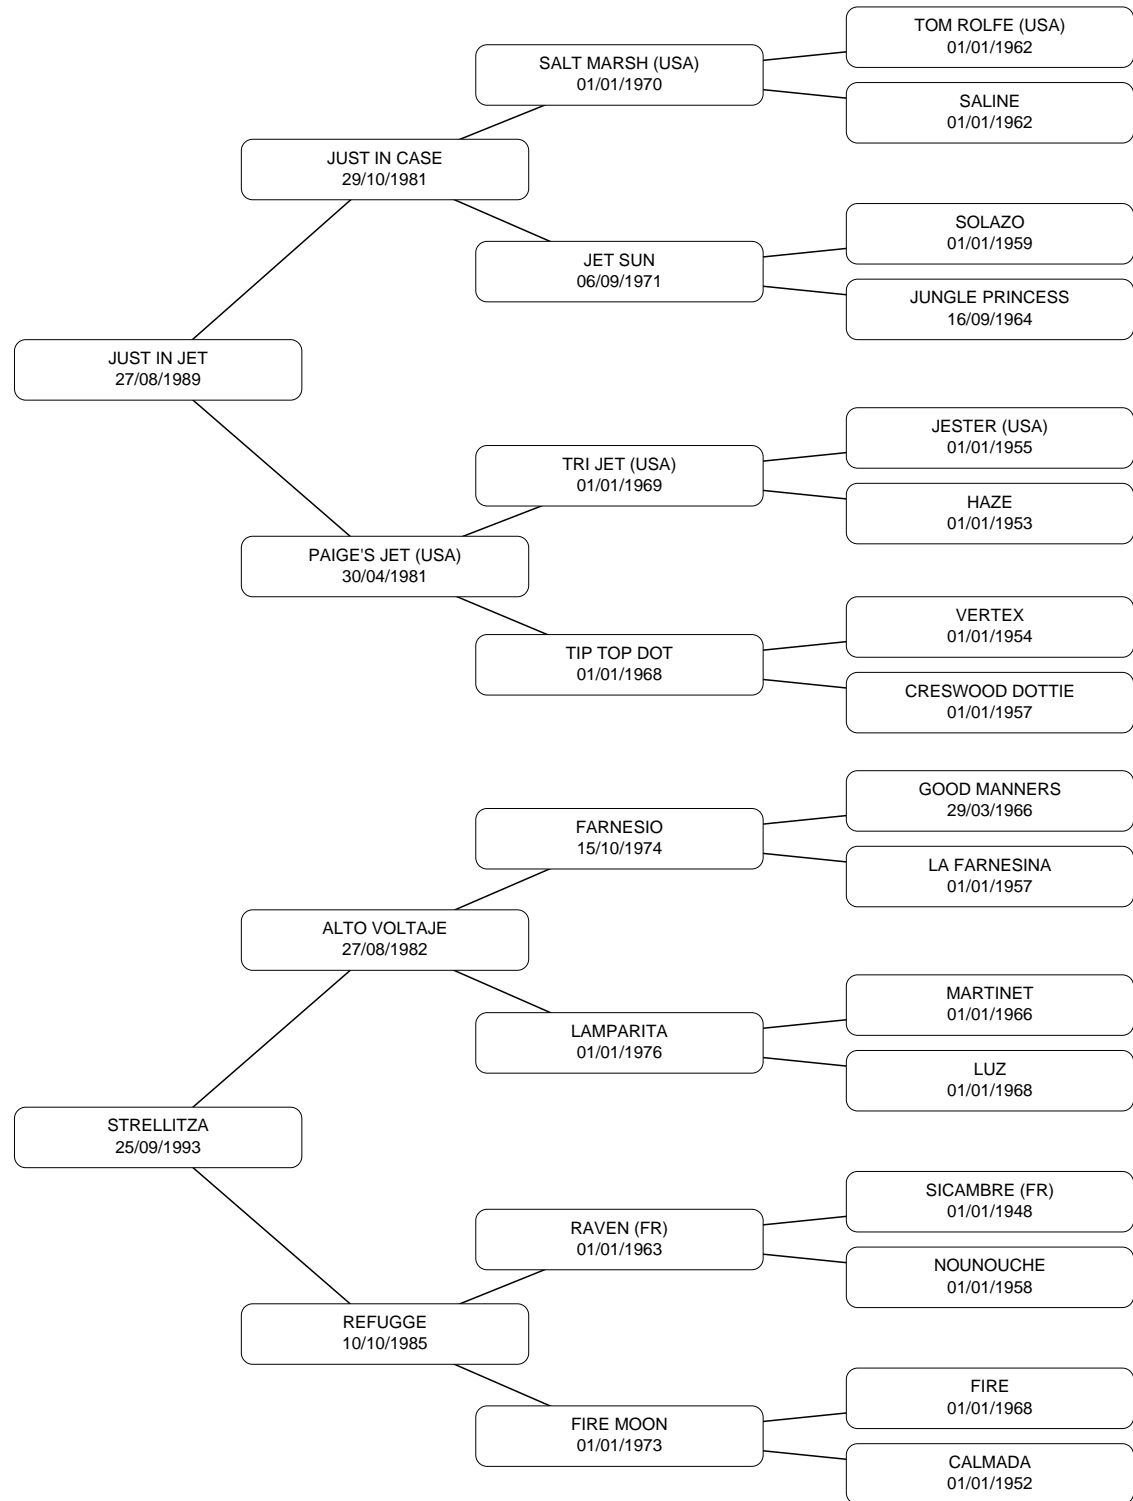 TOM ROLFE (USA)
01/01/1962
SALT MARSH (USA)
01/01/1970
SALINE
01/01/1962
JUST IN CASE
29/10/1981
SOLAZO
01/01/1959
JET SUN
06/09/1971
JUNGLE PRINCESS
16/09/1964
JUST IN JET
27/08/1989
JESTER (USA)
01/01/1955
TRI JET (USA)
01/01/1969
HAZE
01/01/1953
PAIGE'S JET (USA)
30/04/1981
VERTEX
01/01/1954
TIP TOP DOT
01/01/1968
CRESWOOD DOTTIE
01/01/1957
GOOD MANNERS
29/03/1966
FARNESIO
15/10/1974
LA FARNESINA
01/01/1957
ALTO VOLTAJE
27/08/1982
MARTINET
01/01/1966
LAMPARITA
01/01/1976
LUZ
01/01/1968
STRELLITZA
25/09/1993
SICAMBRE (FR)
01/01/1948
RAVEN (FR)
01/01/1963
NOUNOUCHE
01/01/1958
REFUGGE
10/10/1985
FIRE
01/01/1968
FIRE MOON
01/01/1973
CALMADA
01/01/1952